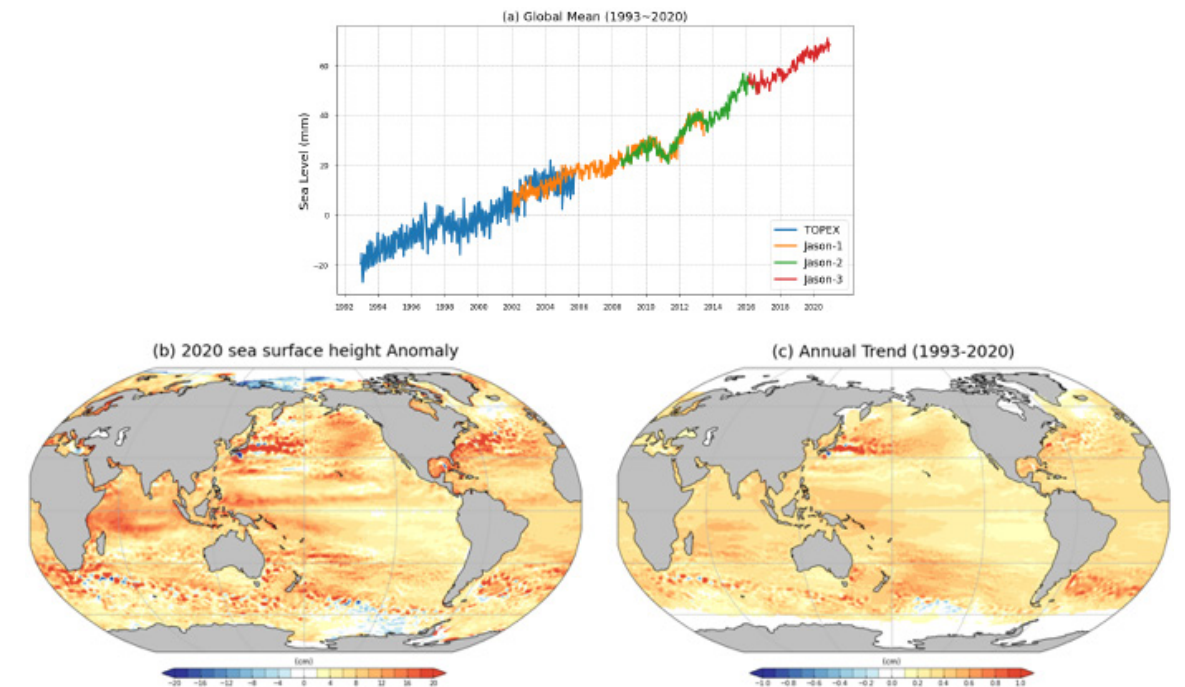 (a) Global Mean (1993~2020)
Sea Level (mm)
60
40
20
0
−20
TOPEX
Jason-1
Jason-2
Jason-3
1992 1994 1996 1998 2000 2002 2004 2006 2008 2010 2012 2014 2016 2018 2020
(b) 2020 sea surface height Anomaly
(cm)
−20 −16 −12 −8 −4 0 4 8 12 16 20
(c) Annual Trend (1993-2020)
(cm)
−1.0 −0.8 −0.6 −0.4 −0.2 0.0 0.2 0.4 0.6 0.8 1.0